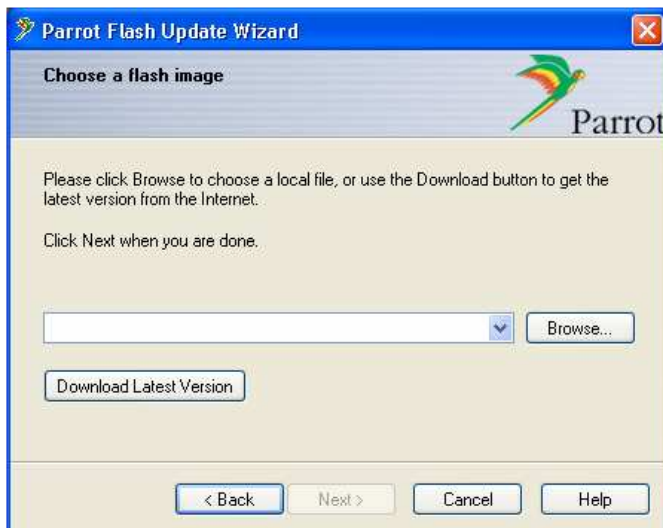 Parrot Flash Update Wizard
Choose a flash image
Parrot
Please click Browse to choose a local file, or use the Download button to get the
latest version from the Internet.
Click Next when you are done.
Browse...
Download Latest Version
< Back
Next >
Cancel
Help